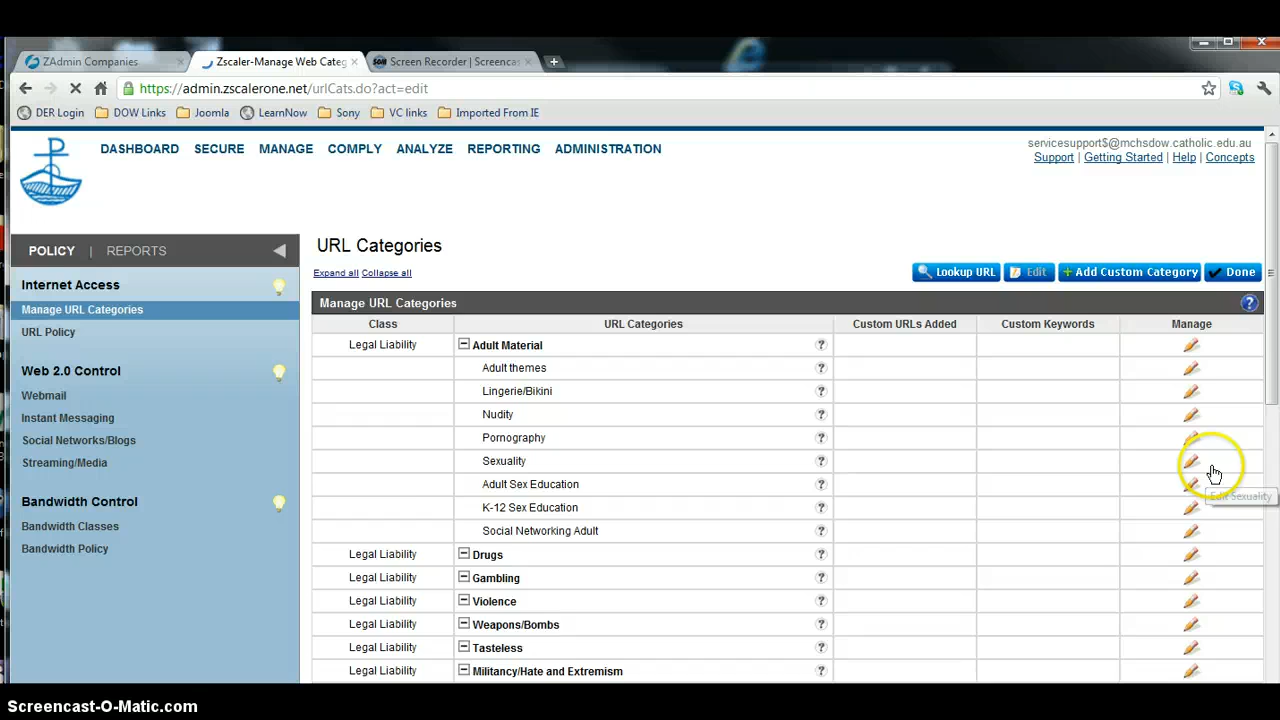 ZAdmin Companies
Zscaler-Manage Web Categ
Screen Recorder | Screencas
https://admin.zscalerone.net/urlCats.do?act=edit
DER Login DOW Links Joomla LearnNow Sony VC links Imported From IE
DASHBOARD SECURE MANAGE COMPLY ANALYZE REPORTING ADMINISTRATION
servicesupport$@mchsdow.catholic.edu.au
Support | Getting Started | Help | Concepts
POLICY | REPORTS
Internet Access
Manage URL Categories
URL Policy
Web 2.0 Control
Webmail
Instant Messaging
Social Networks/Blogs
Streaming/Media
Bandwidth Control
Bandwidth Classes
Bandwidth Policy
URL Categories
Expand all Collapse all
Lookup URL Edit + Add Custom Category Done
Manage URL Categories
Class URL Categories Custom URLs Added Custom Keywords Manage
Legal Liability Adult Material ?
Adult themes ?
Lingerie/Bikini ?
Nudity ?
Pornography ?
Sexuality ?
Adult Sex Education ?
Edit Sexuality
K-12 Sex Education ?
Social Networking Adult ?
Legal Liability Drugs ?
Legal Liability Gambling ?
Legal Liability Violence ?
Legal Liability Weapons/Bombs ?
Legal Liability Tasteless ?
Legal Liability Militancy/Hate and Extremism ?
Screencast-O-Matic.com